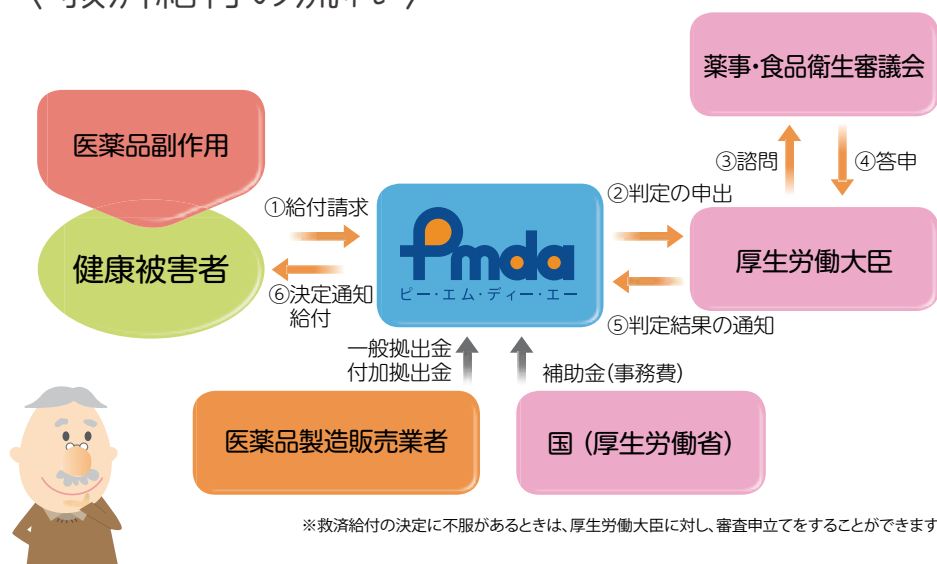 〈救済給付の流れ〉
薬事・食品衛生審議会
医薬品副作用
③諮問
④答申
①給付請求
②判定の申出
健康被害者
pmda
ピー・エム・ディー・エー
厚生労働大臣
⑥決定通知
給付
⑤判定結果の通知
一般拠出金
付加拠出金
補助金(事務費)
医薬品製造販売業者
国（厚生労働省）
※救済給付の決定に不服があるときは、厚生労働大臣に対し、審査申立てをすることができます